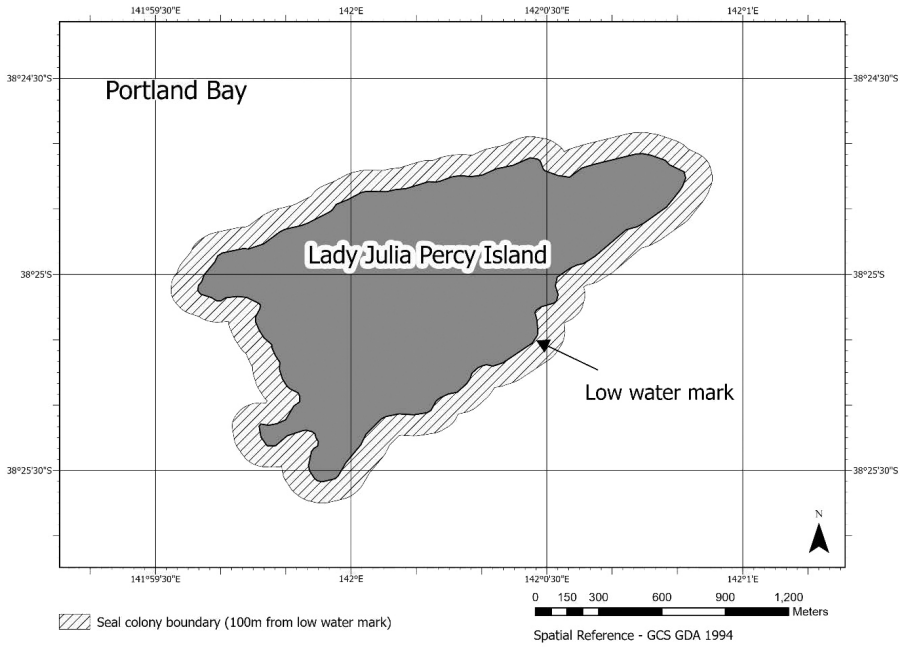 141°59'30"E 142°0'E 142°0'30"E 142°1'E
38°24'30"S 38°24'30"S
Portland Bay
Lady Julia Percy Island
38°25'S 38°25'S
Low water mark
38°25'30"S 38°25'30"S
N
141°59'30"E 142°0'E 142°0'30"E 142°1'E
0 150 300 600 900 1,200
Meters
Seal colony boundary (100m from low water mark)
Spatial Reference - GCS GDA 1994